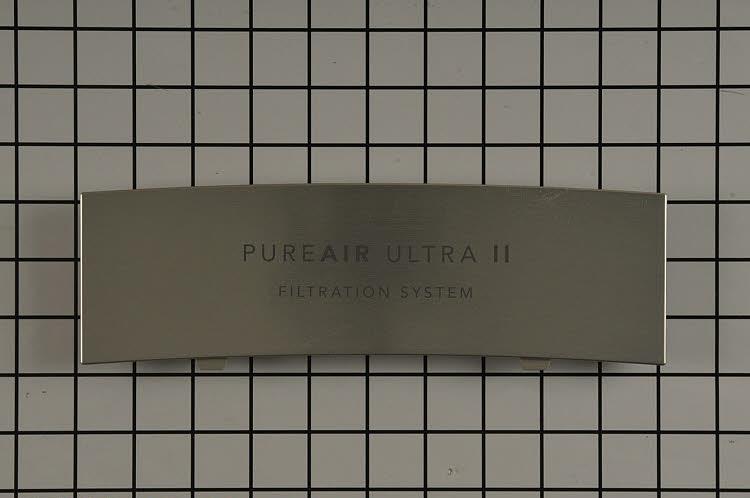 PUREAIR ULTRA II
FILTRATION SYSTEM